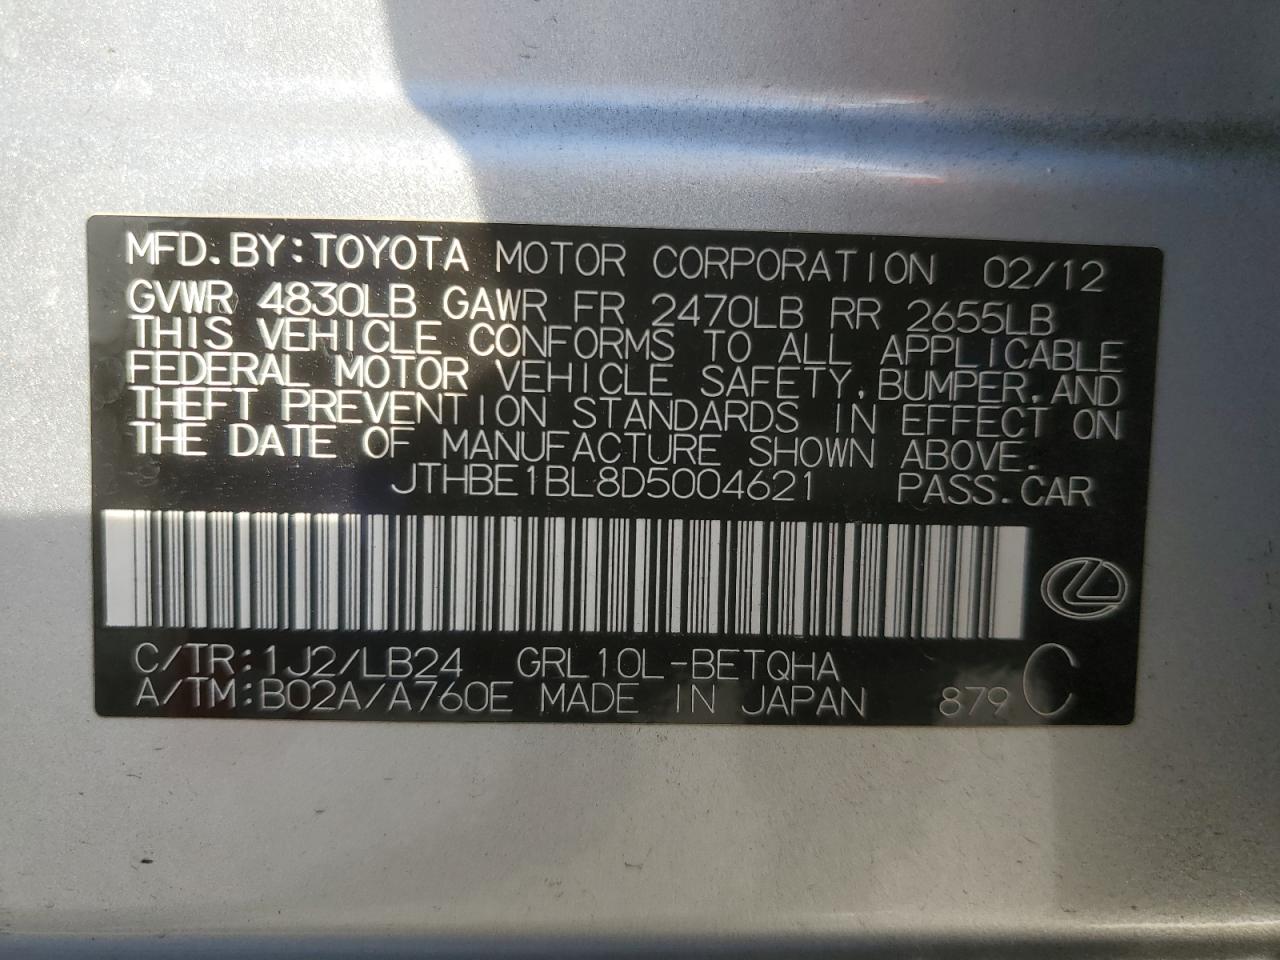 MFD.BY:TOYOTA MOTOR CORPORATION 02/12
GVWR 4830LB GAWR FR 2470LB RR 2655LB
THIS VEHICLE CONFORMS TO ALL APPLICABLE
FEDERAL MOTOR VEHICLE SAFETY,BUMPER,AND
THEFT PREVENTION STANDARDS IN EFFECT ON
THE DATE OF MANUFACTURE SHOWN ABOVE.
JTHBE1BL8D5004621 PASS.CAR
C/TR:1J2/LB24 GRL10L-BETQHA
A/TM:B02A/A760E MADE IN JAPAN 879 C